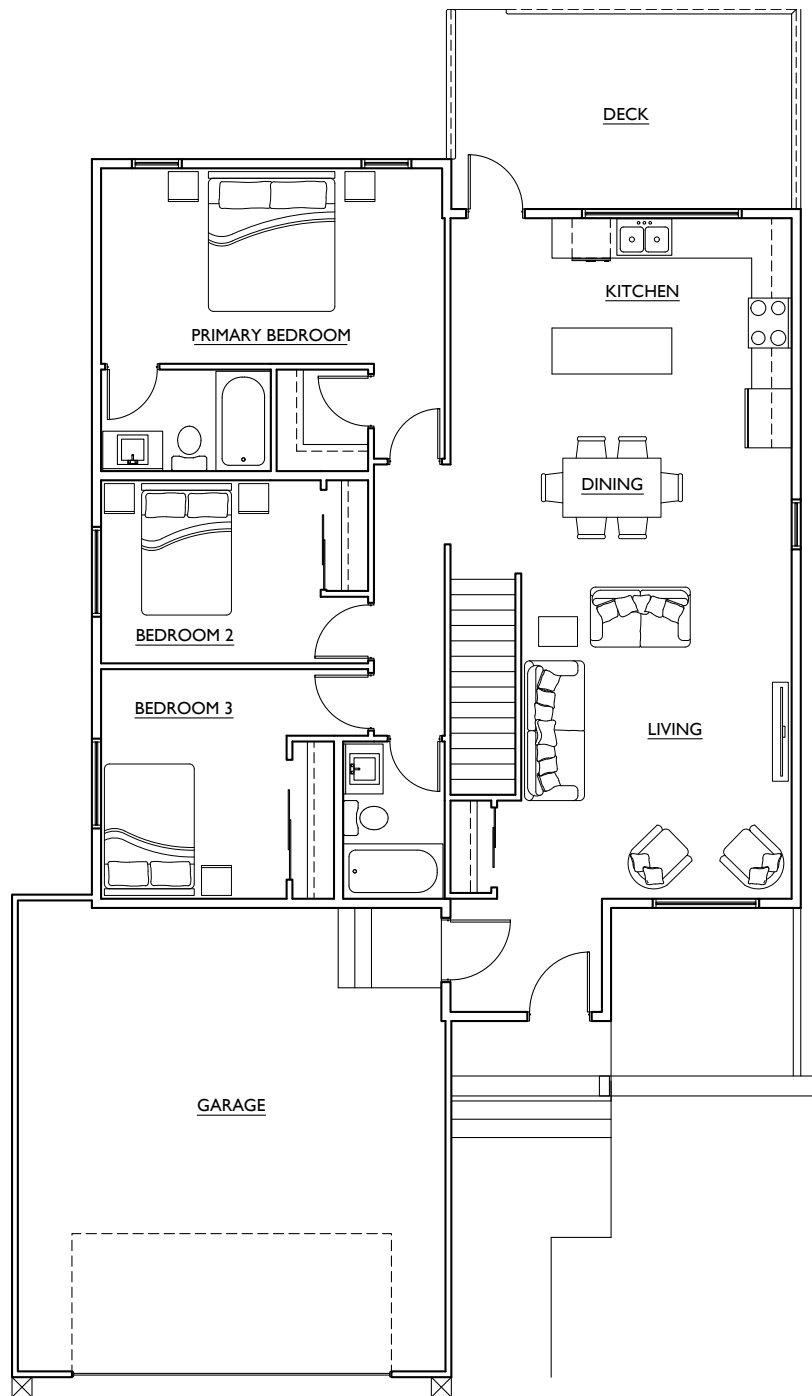 DECK
KITCHEN
PRIMARY BEDROOM
DINING
BEDROOM 2
BEDROOM 3
LIVING
GARAGE